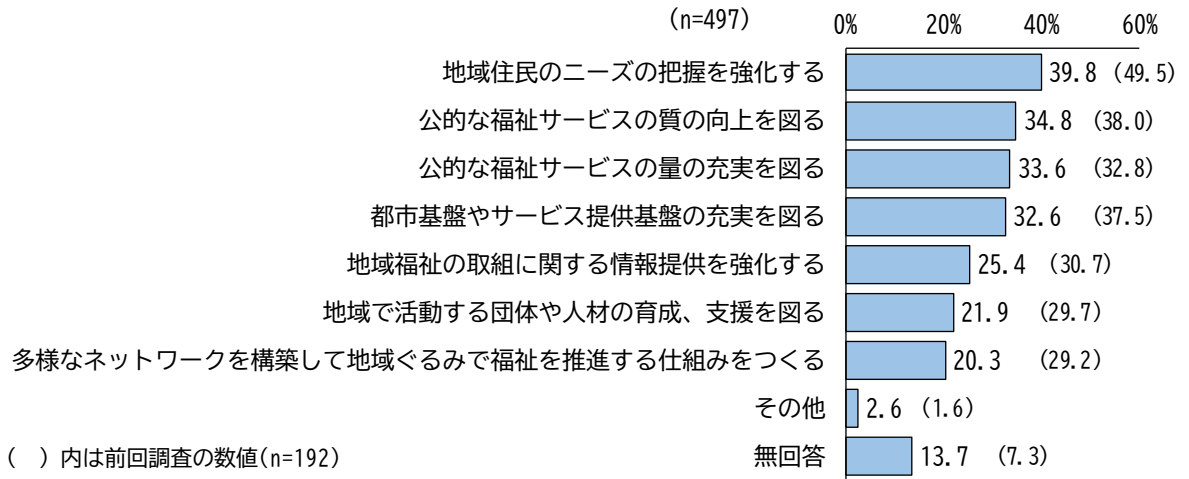 (n=497)
0% 20% 40% 60%
地域住民のニーズの把握を強化する 39.8 (49.5)
公的な福祉サービスの質の向上を図る 34.8 (38.0)
公的な福祉サービスの量の充実を図る 33.6 (32.8)
都市基盤やサービス提供基盤の充実を図る 32.6 (37.5)
地域福祉の取組に関する情報提供を強化する 25.4 (30.7)
地域で活動する団体や人材の育成、支援を図る 21.9 (29.7)
多様なネットワークを構築して地域ぐるみで福祉を推進する仕組みをつくる 20.3 (29.2)
その他 2.6 (1.6)
無回答 13.7 (7.3)
(　) 内は前回調査の数値(n=192)